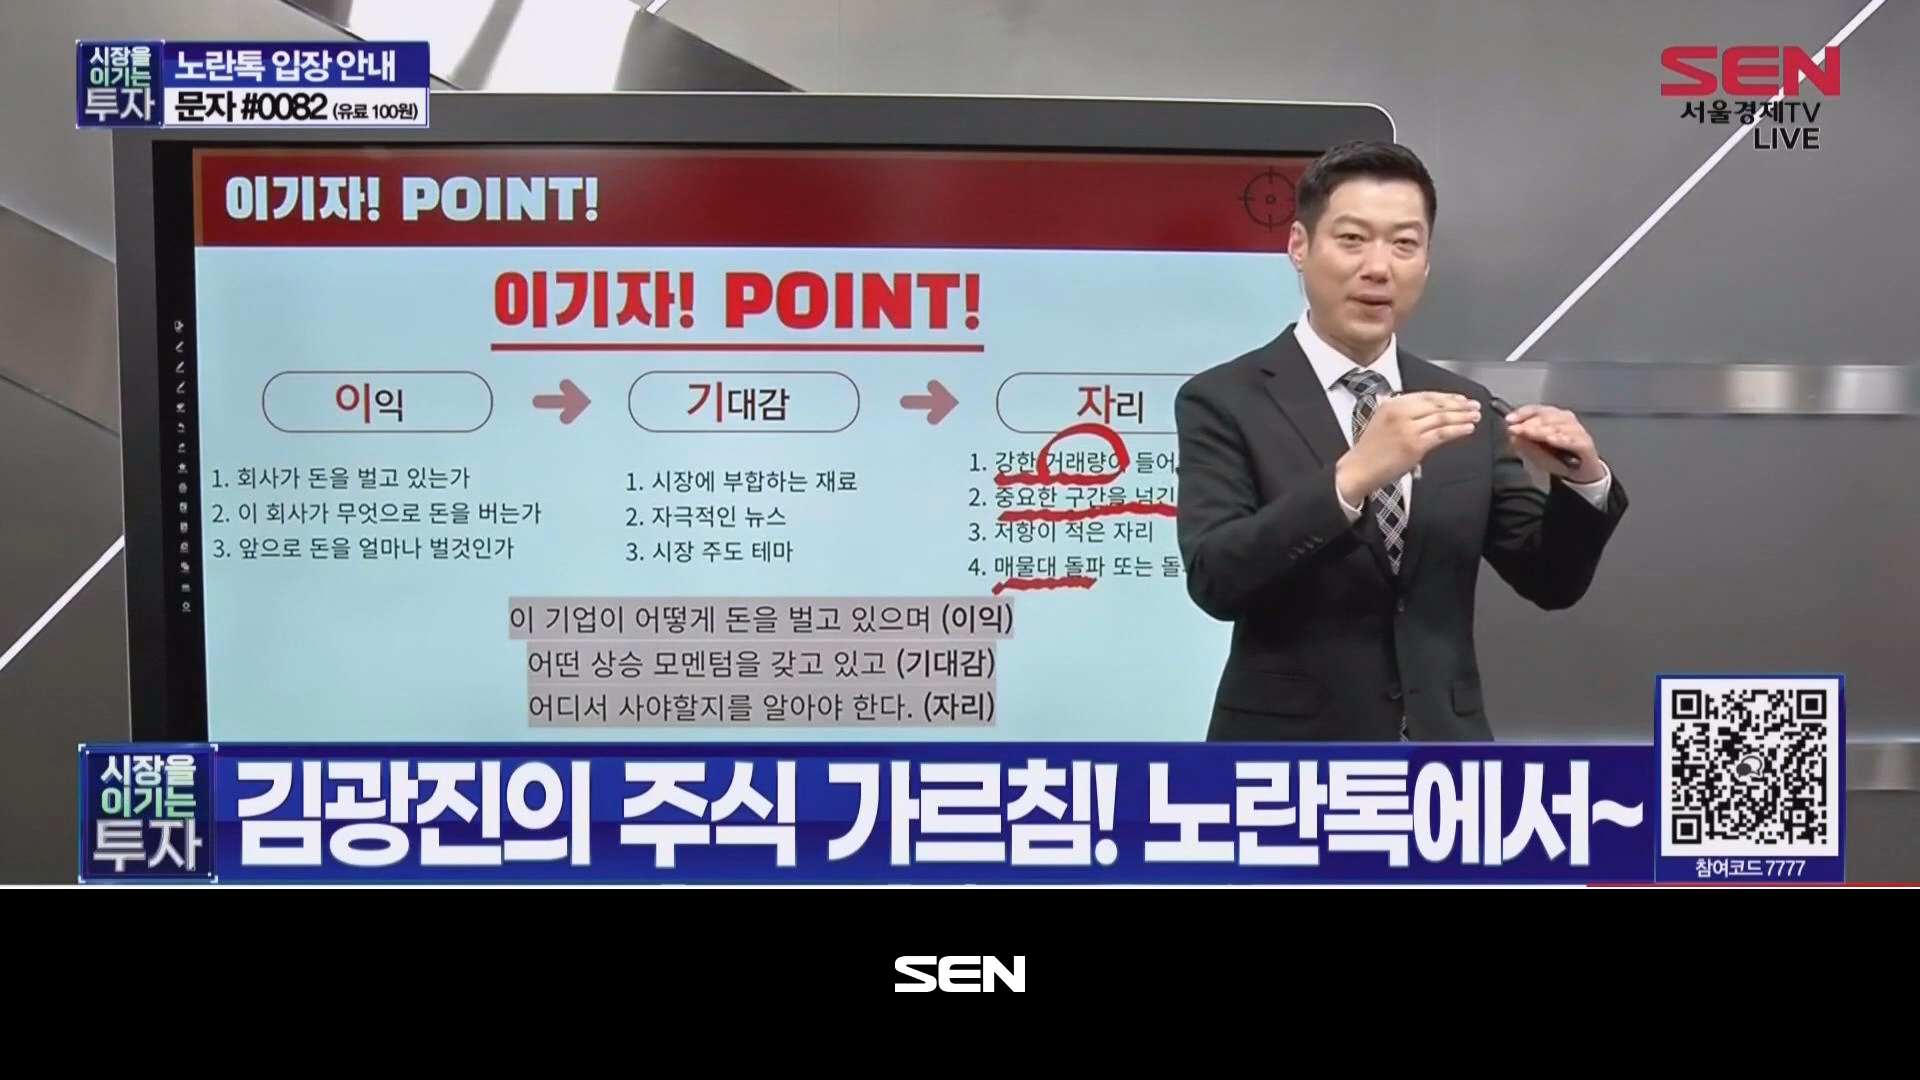 시장을
이기는
투자
노란톡 입장 안내
문자 #0082 (유료 100원)
SEN
서울경제TV
LIVE
이기자! POINT!
이기자! POINT!
이익
기대감
자리
1. 회사가 돈을 벌고 있는가
2. 이 회사가 무엇으로 돈을 버는가
3. 앞으로 돈을 얼마나 벌것인가
1. 시장에 부합하는 재료
2. 자극적인 뉴스
3. 시장 주도 테마
1. 강한 거래량이 들어
2. 중요한 구간을 넘긴
3. 저항이 적은 자리
4. 매물대 돌파 또는
이 기업이 어떻게 돈을 벌고 있으며 (이익)
어떤 상승 모멘텀을 갖고 있고 (기대감)
어디서 사야할지를 알아야 한다. (자리)
시장을
이기는
투자
김광진의 주식 가르침! 노란톡에서~
참여코드 7777
SEN